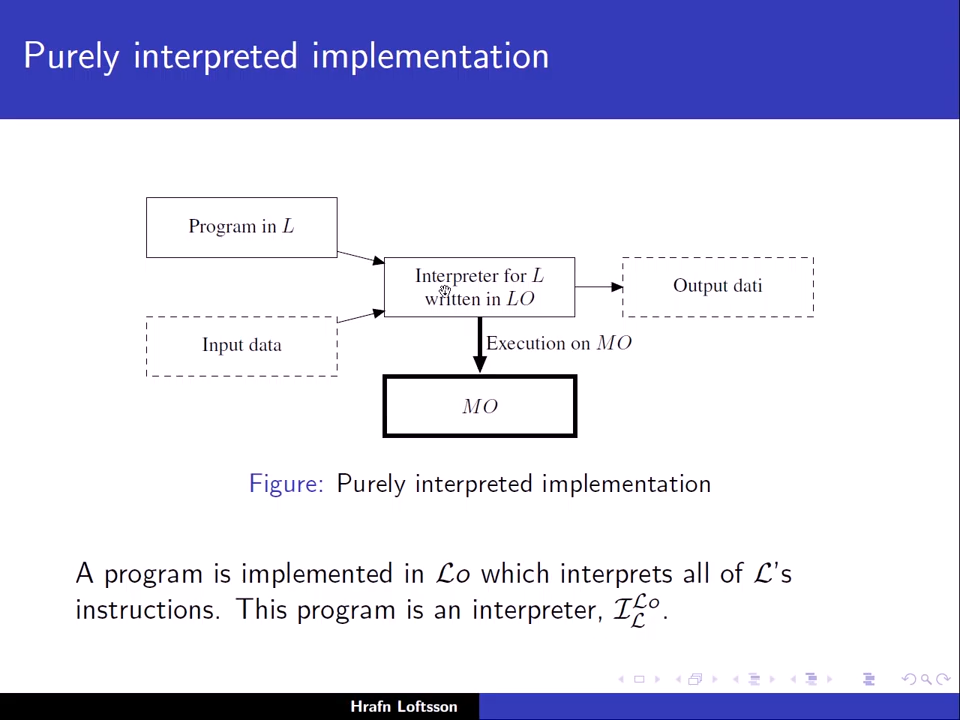 Purely interpreted implementation
Program in L
Interpreter for L
written in LO
Output dati
Input data
Execution on MO
MO
Figure: Purely interpreted implementation
A program is implemented in ℒo which interprets all of ℒ's
instructions. This program is an interpreter, ℐ_ℒ^ℒo.
Hrafn Loftsson